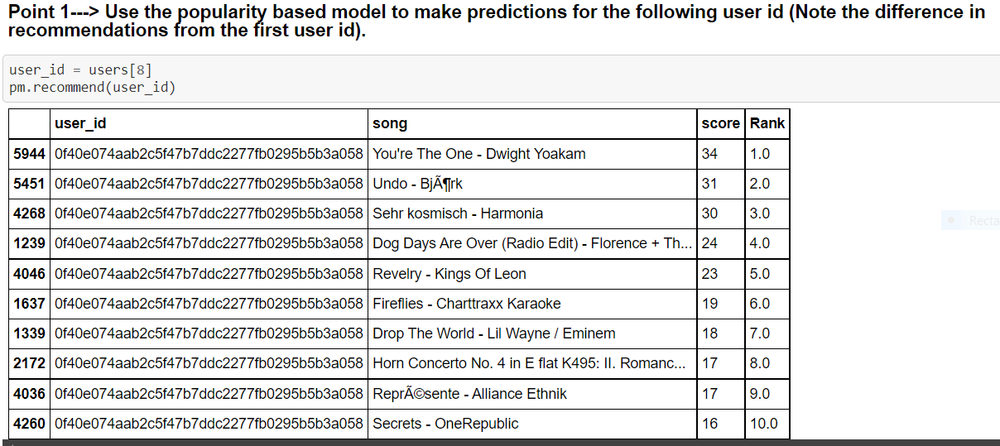 Point 1---> Use the popularity based model to make predictions for the following user id (Note the difference in
recommendations from the first user id).
user_id = users[8]
pm.recommend(user_id)
user_id song score Rank
5944 0f40e074aab2c5f47b7ddc2277fb0295b5b3a058 You're The One - Dwight Yoakam 34 1.0
5451 0f40e074aab2c5f47b7ddc2277fb0295b5b3a058 Undo - BjÃ¶rk 31 2.0
4268 0f40e074aab2c5f47b7ddc2277fb0295b5b3a058 Sehr kosmisch - Harmonia 30 3.0
1239 0f40e074aab2c5f47b7ddc2277fb0295b5b3a058 Dog Days Are Over (Radio Edit) - Florence + Th... 24 4.0
4046 0f40e074aab2c5f47b7ddc2277fb0295b5b3a058 Revelry - Kings Of Leon 23 5.0
1637 0f40e074aab2c5f47b7ddc2277fb0295b5b3a058 Fireflies - Charttraxx Karaoke 19 6.0
1339 0f40e074aab2c5f47b7ddc2277fb0295b5b3a058 Drop The World - Lil Wayne / Eminem 18 7.0
2172 0f40e074aab2c5f47b7ddc2277fb0295b5b3a058 Horn Concerto No. 4 in E flat K495: II. Romanc... 17 8.0
4036 0f40e074aab2c5f47b7ddc2277fb0295b5b3a058 ReprÃ©sente - Alliance Ethnik 17 9.0
4260 0f40e074aab2c5f47b7ddc2277fb0295b5b3a058 Secrets - OneRepublic 16 10.0
Recta